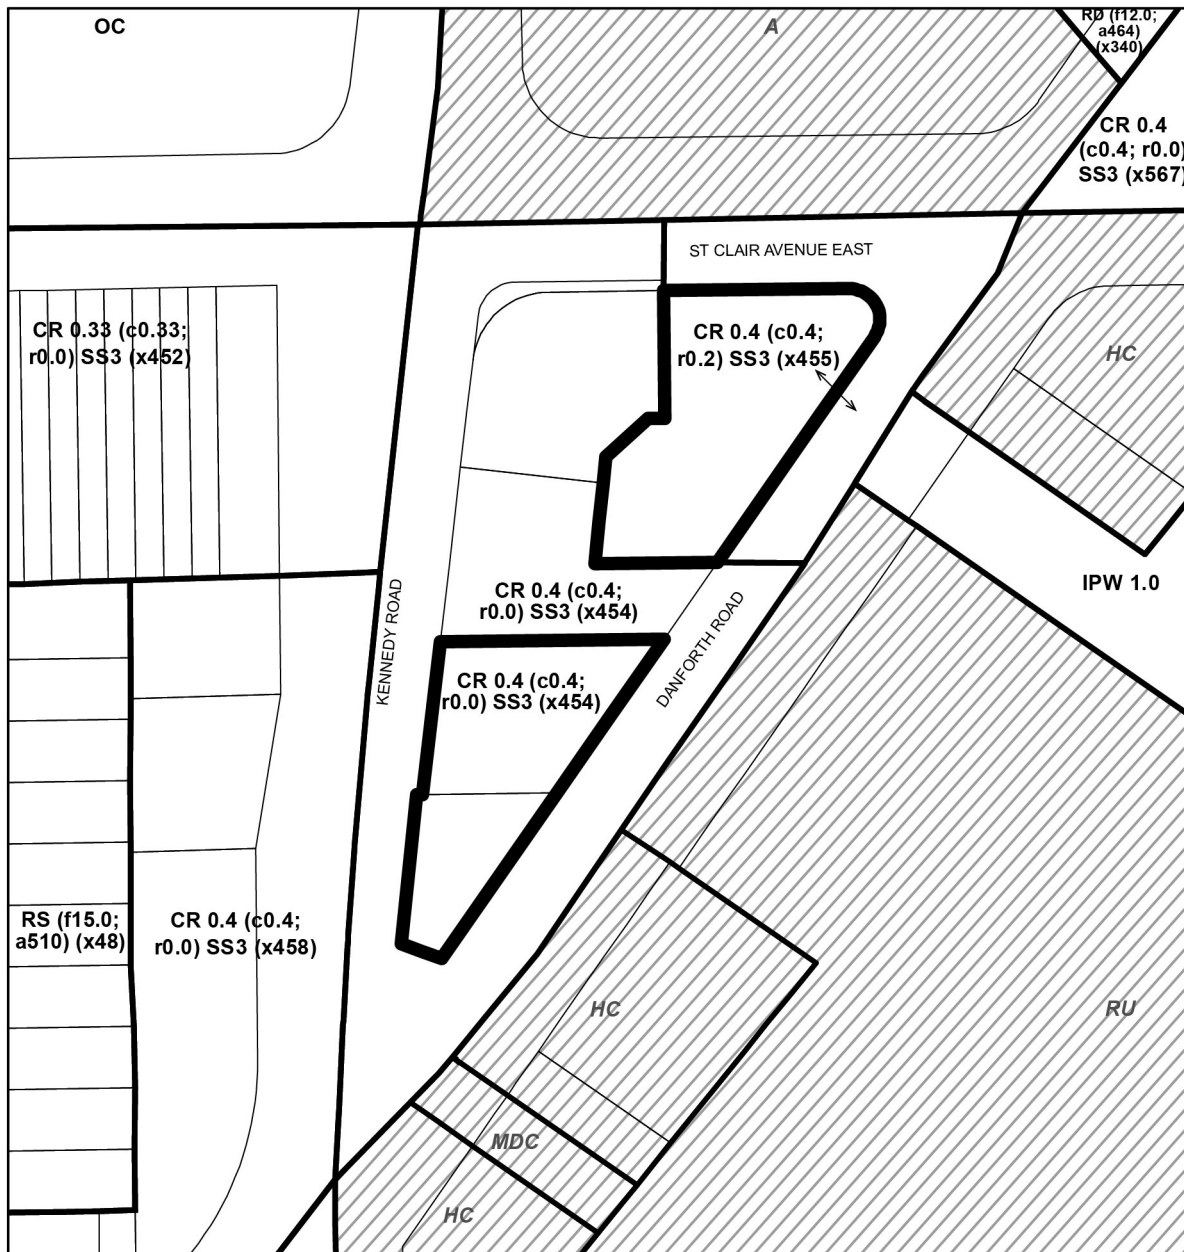 OC
A
RD (f12.0;
a464)
(x340)
CR 0.4
(c0.4; r0.0)
SS3 (x567)
ST CLAIR AVENUE EAST
CR 0.33 (c0.33;
r0.0) SS3 (x452)
CR 0.4 (c0.4;
r0.2) SS3 (x455)
HC
IPW 1.0
CR 0.4 (c0.4;
r0.0) SS3 (x454)
KENNEDY ROAD
DANFORTH ROAD
CR 0.4 (c0.4;
r0.0) SS3 (x454)
RS (f15.0;
a510) (x48)
CR 0.4 (c0.4;
r0.0) SS3 (x458)
HC
RU
MDC
HC